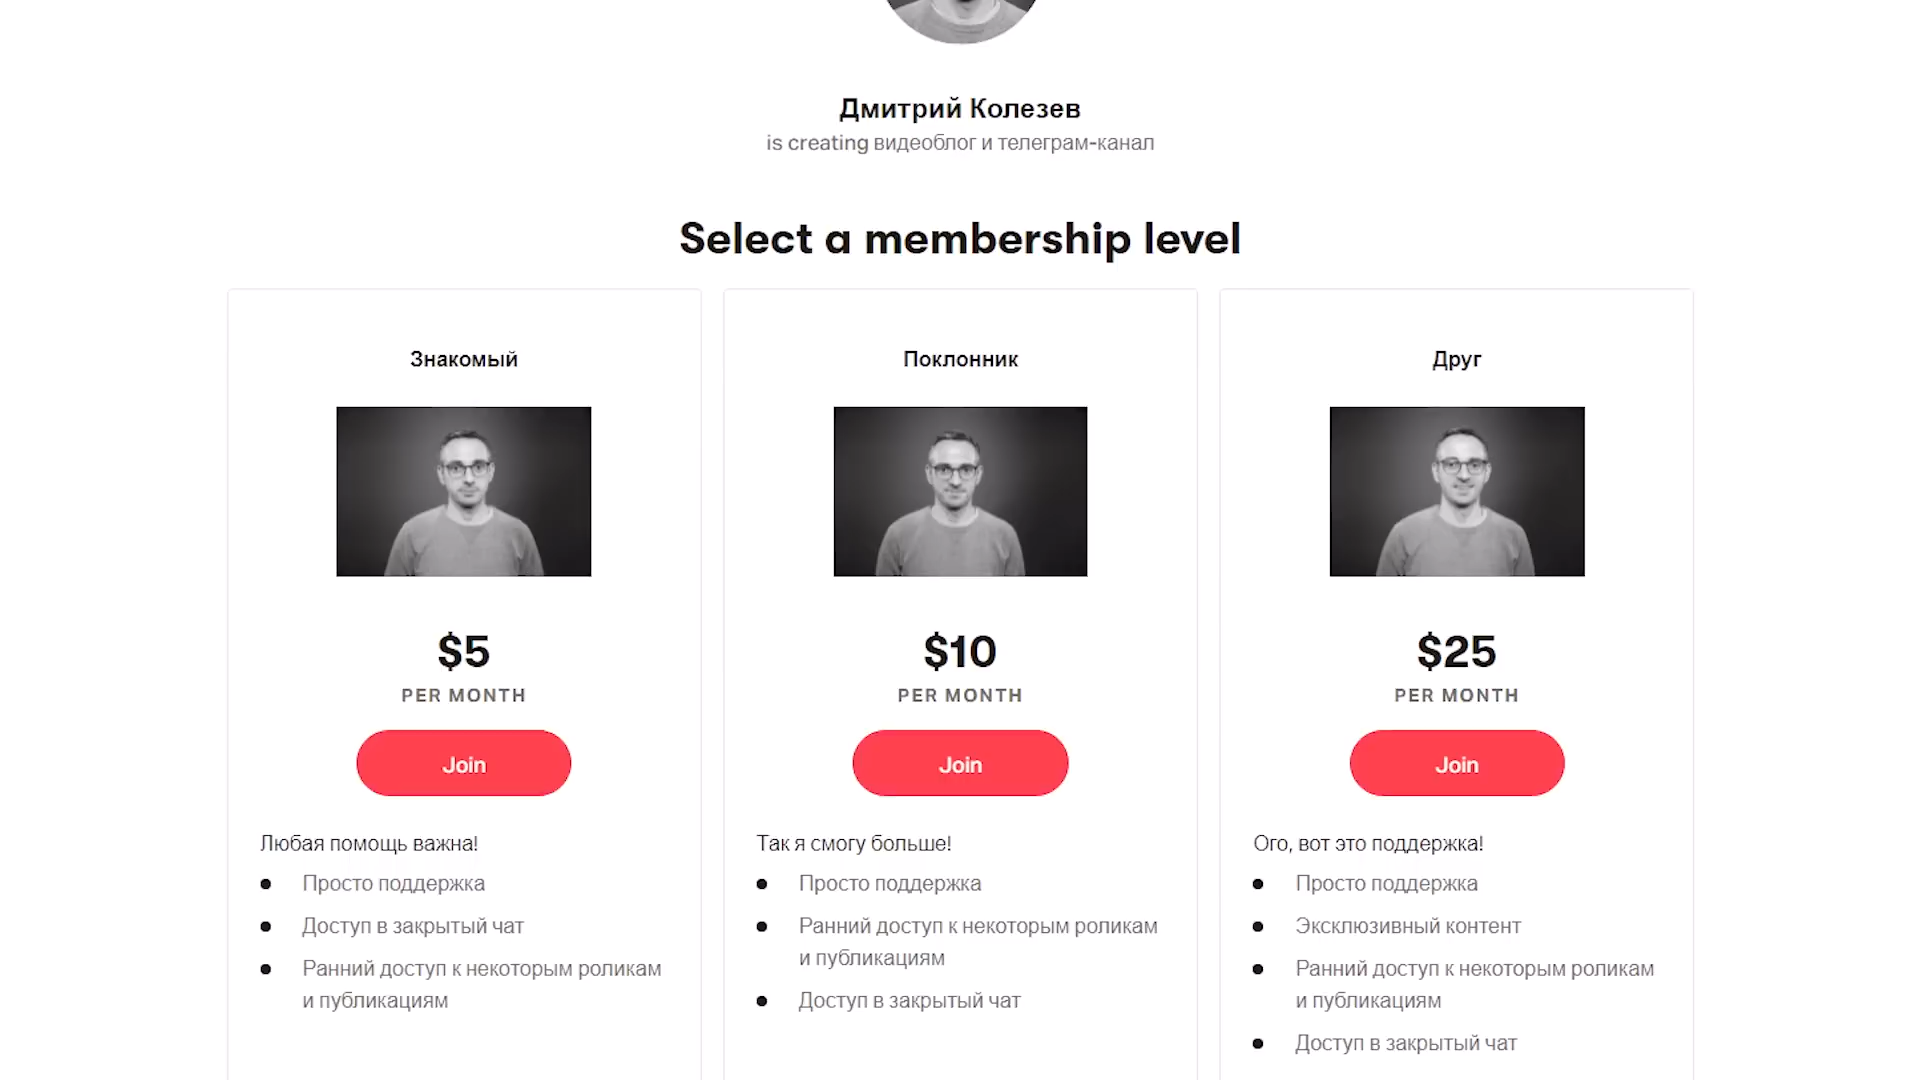 Дмитрий Колезев
is creating видеоблог и телеграм-канал
Select a membership level
Знакомый
$5
PER MONTH
Join
Любая помощь важна!
Просто поддержка
Доступ в закрытый чат
Ранний доступ к некоторым роликам
и публикациям
Поклонник
$10
PER MONTH
Join
Так я смогу больше!
Просто поддержка
Ранний доступ к некоторым роликам
и публикациям
Доступ в закрытый чат
Друг
$25
PER MONTH
Join
Ого, вот это поддержка!
Просто поддержка
Эксклюзивный контент
Ранний доступ к некоторым роликам
и публикациям
Доступ в закрытый чат